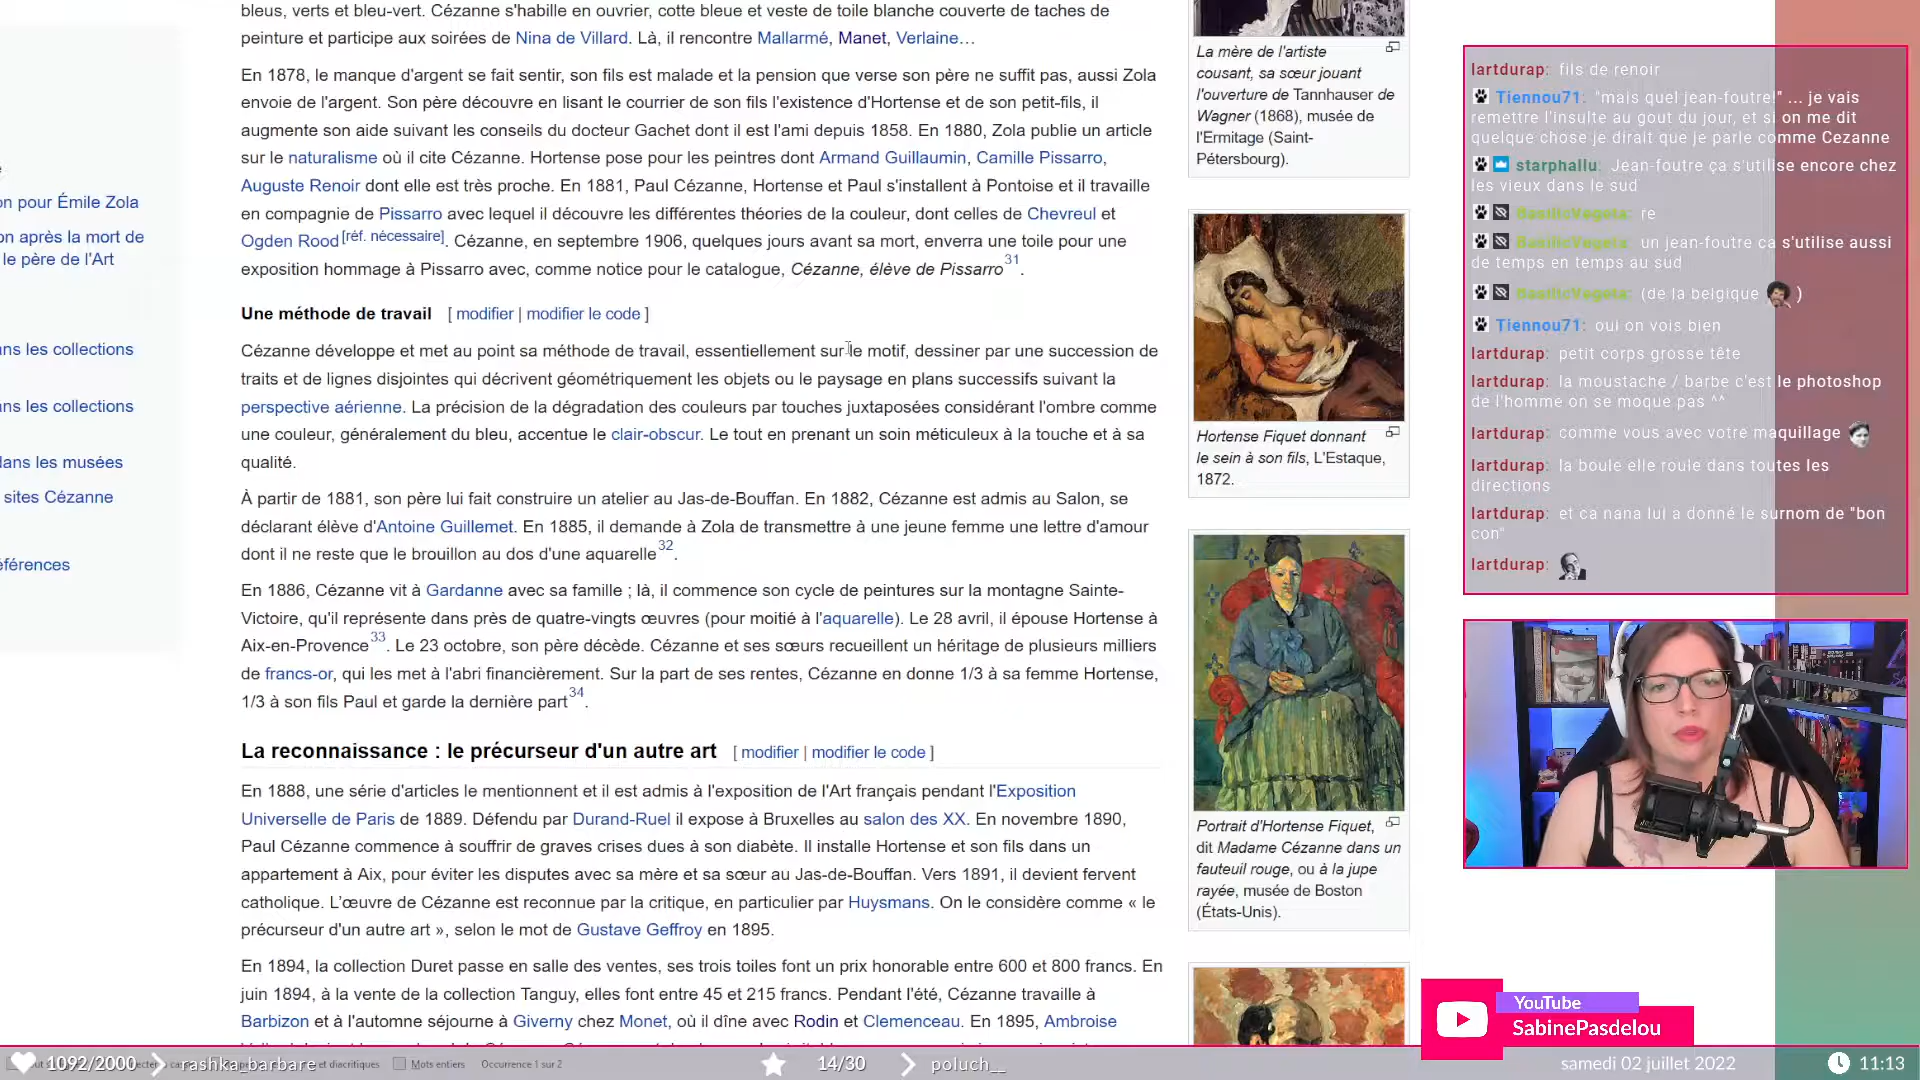 bleus, verts et bleu-vert. Cézanne s'habille en ouvrier, cotte bleue et veste de toile blanche couverte de taches de
peinture et participe aux soirées de Nina de Villard. Là, il rencontre Mallarmé, Manet, Verlaine…
En 1878, le manque d'argent se fait sentir, son fils est malade et la pension que verse son père ne suffit pas, aussi Zola
envoie de l'argent. Son père découvre en lisant le courrier de son fils l'existence d'Hortense et de son petit-fils, il
augmente son aide suivant les conseils du docteur Gachet dont il est l'ami depuis 1858. En 1880, Zola publie un article
sur le naturalisme où il cite Cézanne. Hortense pose pour les peintres dont Armand Guillaumin, Camille Pissarro,
Auguste Renoir dont elle est très proche. En 1881, Paul Cézanne, Hortense et Paul s'installent à Pontoise et il travaille
en compagnie de Pissarro avec lequel il découvre les différentes théories de la couleur, dont celles de Chevreul et
Ogden Rood[réf. nécessaire]. Cézanne, en septembre 1906, quelques jours avant sa mort, enverra une toile pour une
exposition hommage à Pissarro avec, comme notice pour le catalogue, Cézanne, élève de Pissarro31.
Une méthode de travail [ modifier | modifier le code ]
Cézanne développe et met au point sa méthode de travail, essentiellement sur le motif, dessiner par une succession de
traits et de lignes disjointes qui décrivent géométriquement les objets ou le paysage en plans successifs suivant la
perspective aérienne. La précision de la dégradation des couleurs par touches juxtaposées considérant l'ombre comme
une couleur, généralement du bleu, accentue le clair-obscur. Le tout en prenant un soin méticuleux à la touche et à sa
qualité.
À partir de 1881, son père lui fait construire un atelier au Jas-de-Bouffan. En 1882, Cézanne est admis au Salon, se
déclarant élève d'Antoine Guillemet. En 1885, il demande à Zola de transmettre à une jeune femme une lettre d'amour
dont il ne reste que le brouillon au dos d'une aquarelle32.
En 1886, Cézanne vit à Gardanne avec sa famille ; là, il commence son cycle de peintures sur la montagne Sainte-
Victoire, qu'il représente dans près de quatre-vingts œuvres (pour moitié à l'aquarelle). Le 28 avril, il épouse Hortense à
Aix-en-Provence33. Le 23 octobre, son père décède. Cézanne et ses sœurs recueillent un héritage de plusieurs milliers
de francs-or, qui les met à l'abri financièrement. Sur la part de ses rentes, Cézanne en donne 1/3 à sa femme Hortense,
1/3 à son fils Paul et garde la dernière part34.
La reconnaissance : le précurseur d'un autre art [ modifier | modifier le code ]
En 1888, une série d'articles le mentionnent et il est admis à l'exposition de l'Art français pendant l'Exposition
Universelle de Paris de 1889. Défendu par Durand-Ruel il expose à Bruxelles au salon des XX. En novembre 1890,
Paul Cézanne commence à souffrir de graves crises dues à son diabète. Il installe Hortense et son fils dans un
appartement à Aix, pour éviter les disputes avec sa mère et sa sœur au Jas-de-Bouffan. Vers 1891, il devient fervent
catholique. L'œuvre de Cézanne est reconnue par la critique, en particulier par Huysmans. On le considère comme « le
précurseur d'un autre art », selon le mot de Gustave Geffroy en 1895.
En 1894, la collection Duret passe en salle des ventes, ses trois toiles font un prix honorable entre 600 et 800 francs. En
juin 1894, à la vente de la collection Tanguy, elles font entre 45 et 215 francs. Pendant l'été, Cézanne travaille à
Barbizon et à l'automne séjourne à Giverny chez Monet, où il dîne avec Rodin et Clemenceau. En 1895, Ambroise
on pour Émile Zola
on après la mort de
le père de l'Art
ans les collections
ans les collections
dans les musées
sites Cézanne
éférences
La mère de l'artiste
cousant, sa sœur jouant
l'ouverture de Tannhauser de
Wagner (1868), musée de
l'Ermitage (Saint-
Pétersbourg).
Hortense Fiquet donnant
le sein à son fils, L'Estaque,
1872.
Portrait d'Hortense Fiquet,
dit Madame Cézanne dans un
fauteuil rouge, ou à la jupe
rayée, musée de Boston
(États-Unis).
lartdurap: fils de renoir
Tiennou71: "mais quel jean-foutre!" ... je vais
remettre l'insulte au gout du jour, et si on me dit
quelque chose je dirait que je parle comme Cezanne
starphallu: Jean-foutre ça s'utilise encore chez
les vieux dans le sud
BasilicVegeta: re
BasilicVegeta: un jean-foutre ca s'utilise aussi
de temps en temps au sud
BasilicVegeta: (de la belgique )
Tiennou71: oui on vois bien
lartdurap: petit corps grosse tête
lartdurap: la moustache / barbe c'est le photoshop
de l'homme on se moque pas ^^
lartdurap: comme vous avec votre maquillage
lartdurap: la boule elle roule dans toutes les
directions
lartdurap: et ca nana lui a donné le surnom de "bon
con"
lartdurap:
YouTube
SabinePasdelou
1092/2000
rashka_barbare
et diacritiques
Mots entiers
Occurrence 1 sur 2
14/30
poluch__
samedi 02 juillet 2022
11:13